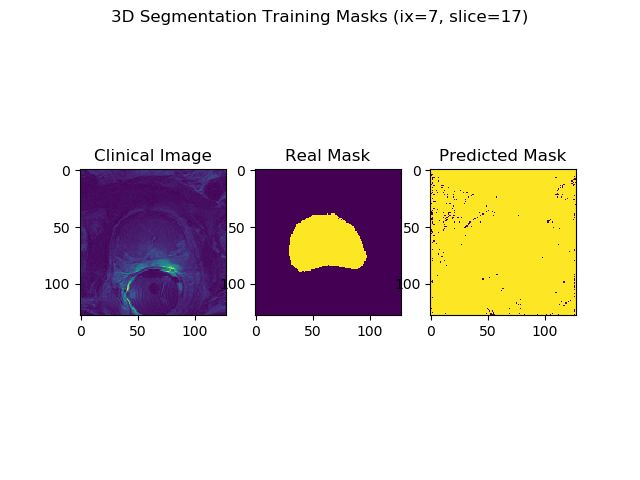 3D Segmentation Training Masks (ix=7, slice=17)
Clinical Image Real Mask Predicted Mask
0 0 0
50 50 50
100 100 100
0 50 100 0 50 100 0 50 100